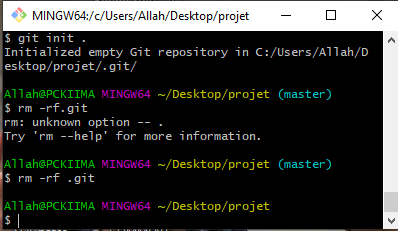 MINGW64:/c/Users/Allah/Desktop/projet
$ git init .
Initialized empty Git repository in C:/Users/Allah/D
esktop/projet/.git/
Allah@PCKIIMA MINGW64 ~/Desktop/projet (master)
$ rm -rf.git
rm: unknown option -- .
Try 'rm --help' for more information.
Allah@PCKIIMA MINGW64 ~/Desktop/projet (master)
$ rm -rf .git
Allah@PCKIIMA MINGW64 ~/Desktop/projet
$